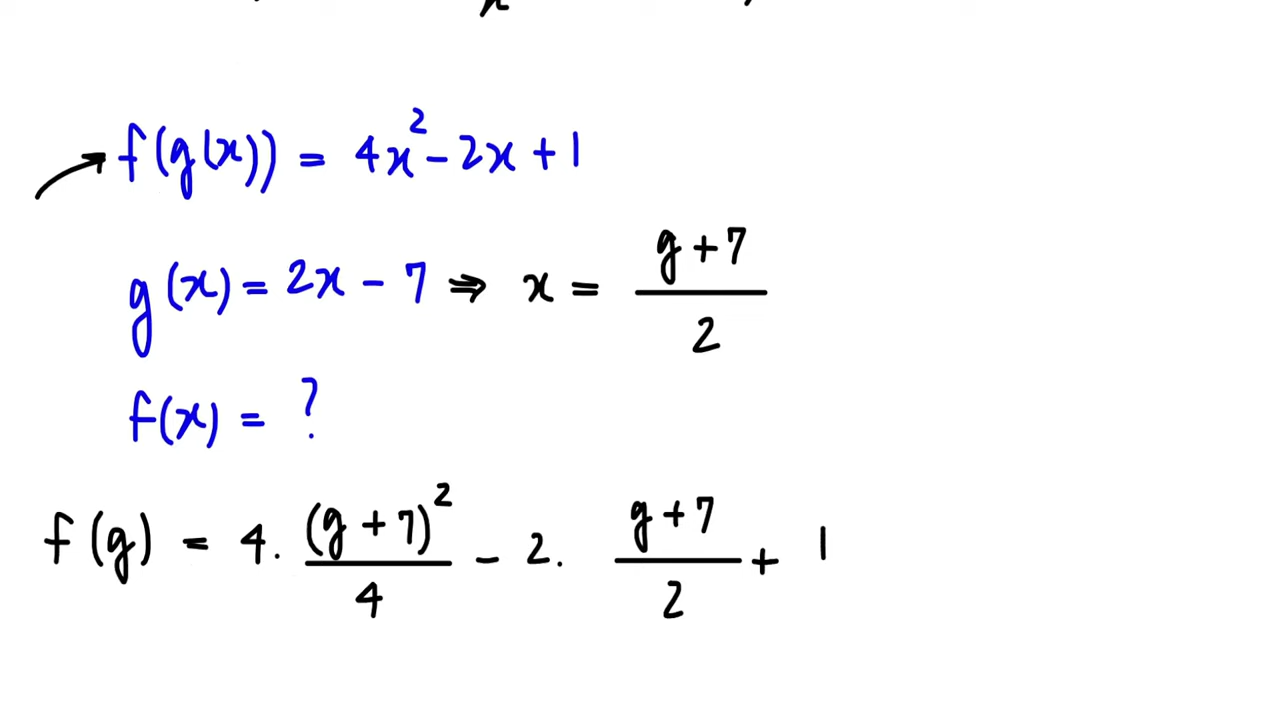 f(g(x)) = 4x² - 2x + 1
g(x) = 2x - 7 ⇒ x = (g + 7)/2
f(x) = ?
f(g) = 4. (g + 7)²/4 - 2. (g + 7)/2 + 1